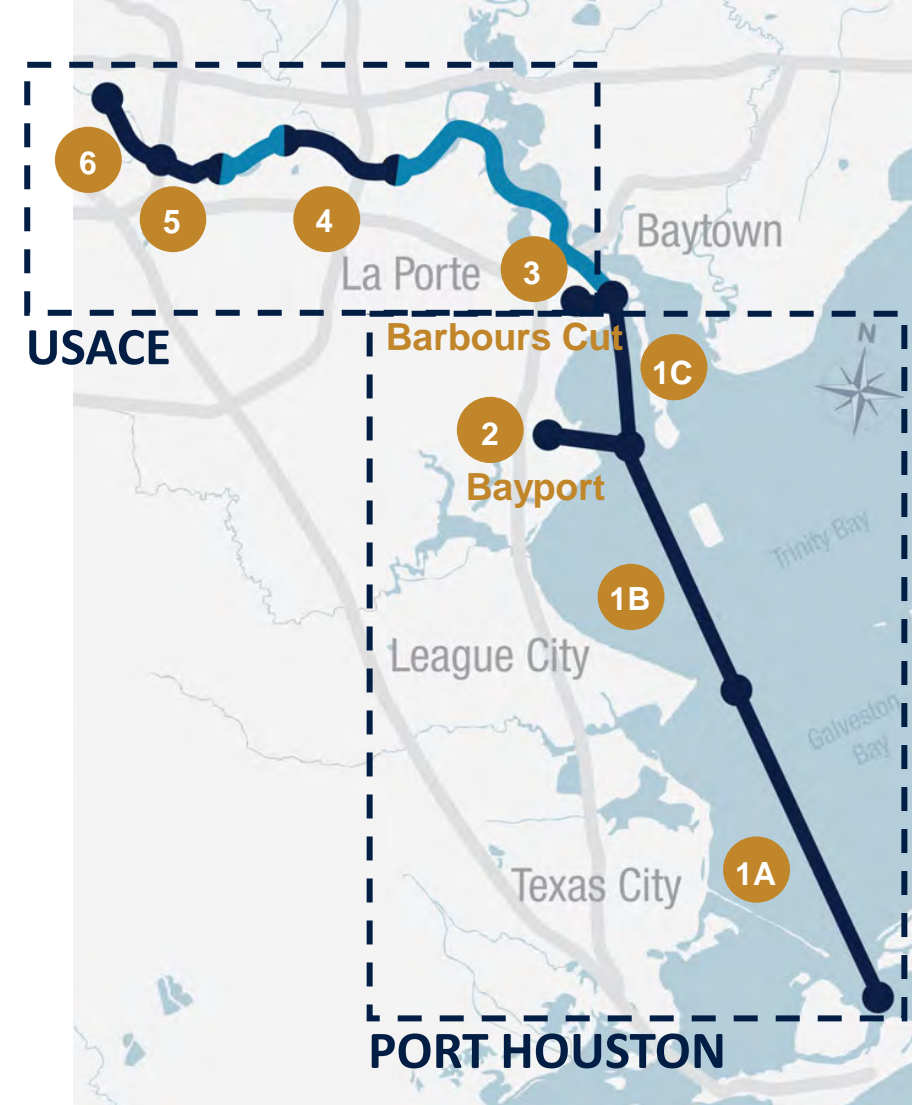 6
5
4
3
Baytown
La Porte
USACE
Barbours Cut
N
1C
2
Bayport
Trinity Bay
1B
League City
Galveston
Bay
1A
Texas City
PORT HOUSTON